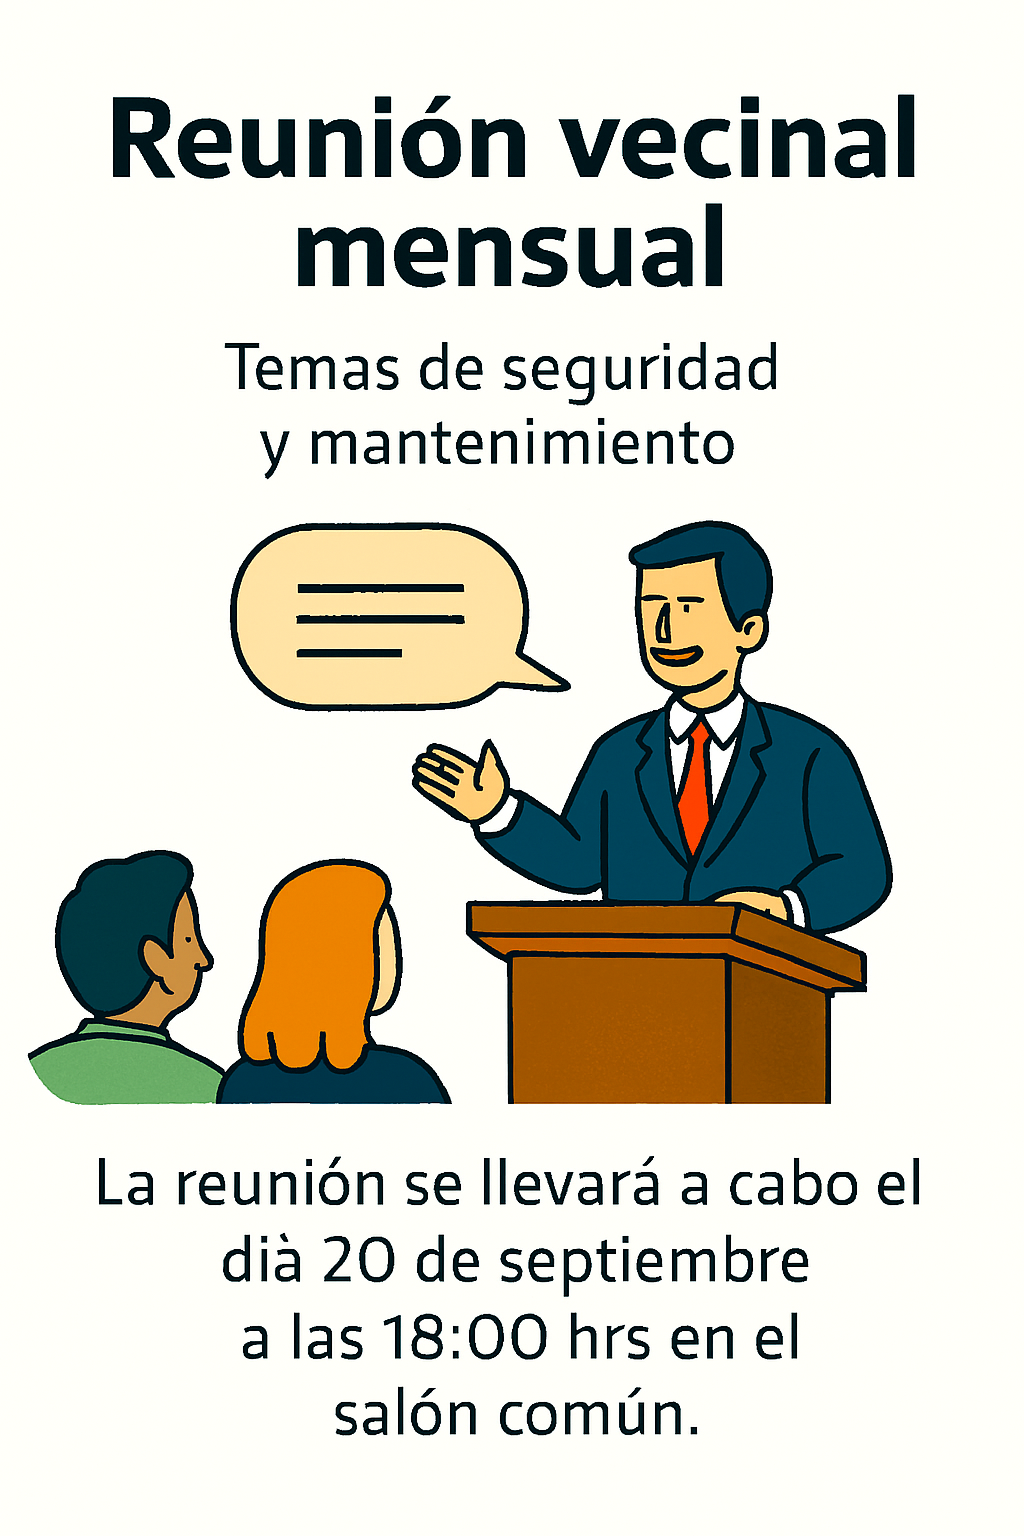 Reunión vecinal
mensual
Temas de seguridad
y mantenimiento
La reunión se llevará a cabo el
dià 20 de septiembre
a las 18:00 hrs en el
salón común.